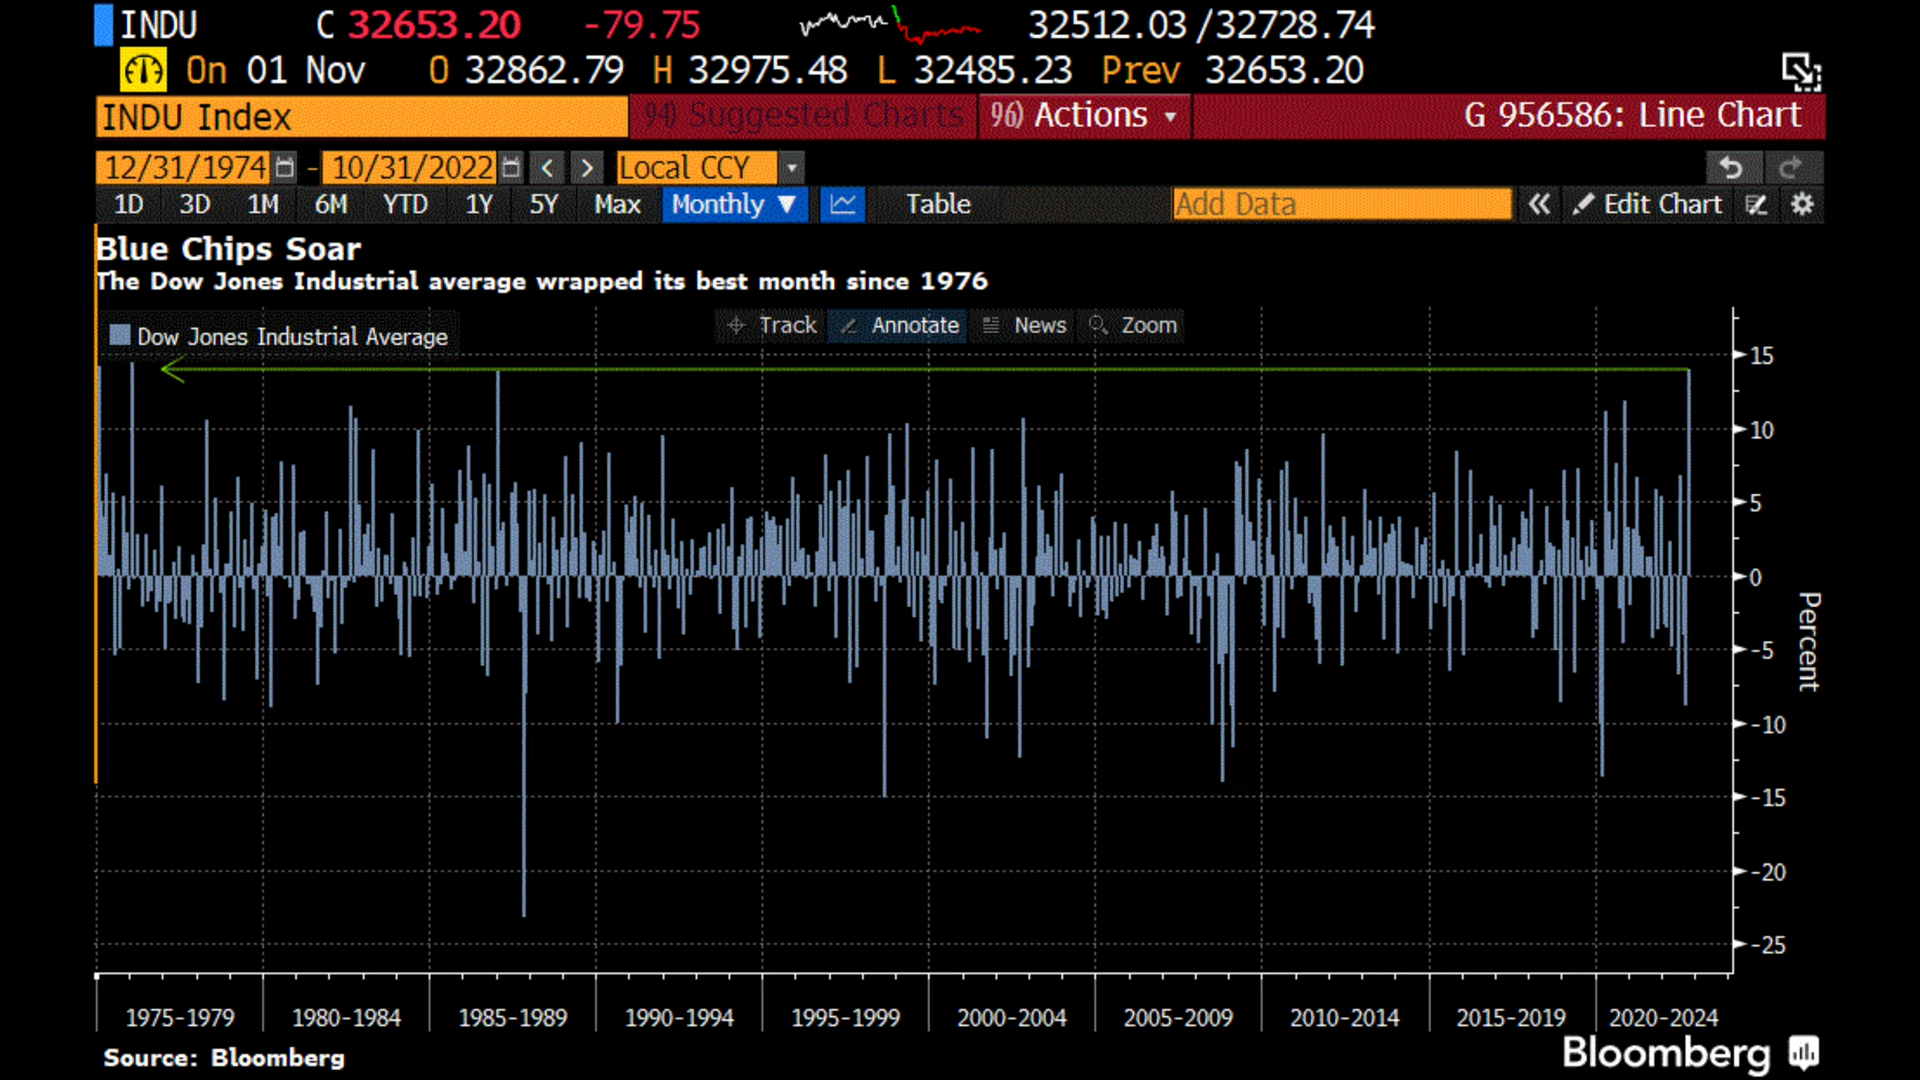 INDU C 32653.20 -79.75 32512.03 /32728.74
On 01 Nov O 32862.79 H 32975.48 L 32485.23 Prev 32653.20
INDU Index 94) Suggested Charts 96) Actions G 956586: Line Chart
12/31/1974 - 10/31/2022 Local CCY
1D 3D 1M 6M YTD 1Y 5Y Max Monthly Table Add Data Edit Chart
Blue Chips Soar
The Dow Jones Industrial average wrapped its best month since 1976
Track Annotate News Zoom
Dow Jones Industrial Average
15
10
5
0
-5
-10
-15
-20
-25
Percent
1975-1979 1980-1984 1985-1989 1990-1994 1995-1999 2000-2004 2005-2009 2010-2014 2015-2019 2020-2024
Source: Bloomberg
Bloomberg